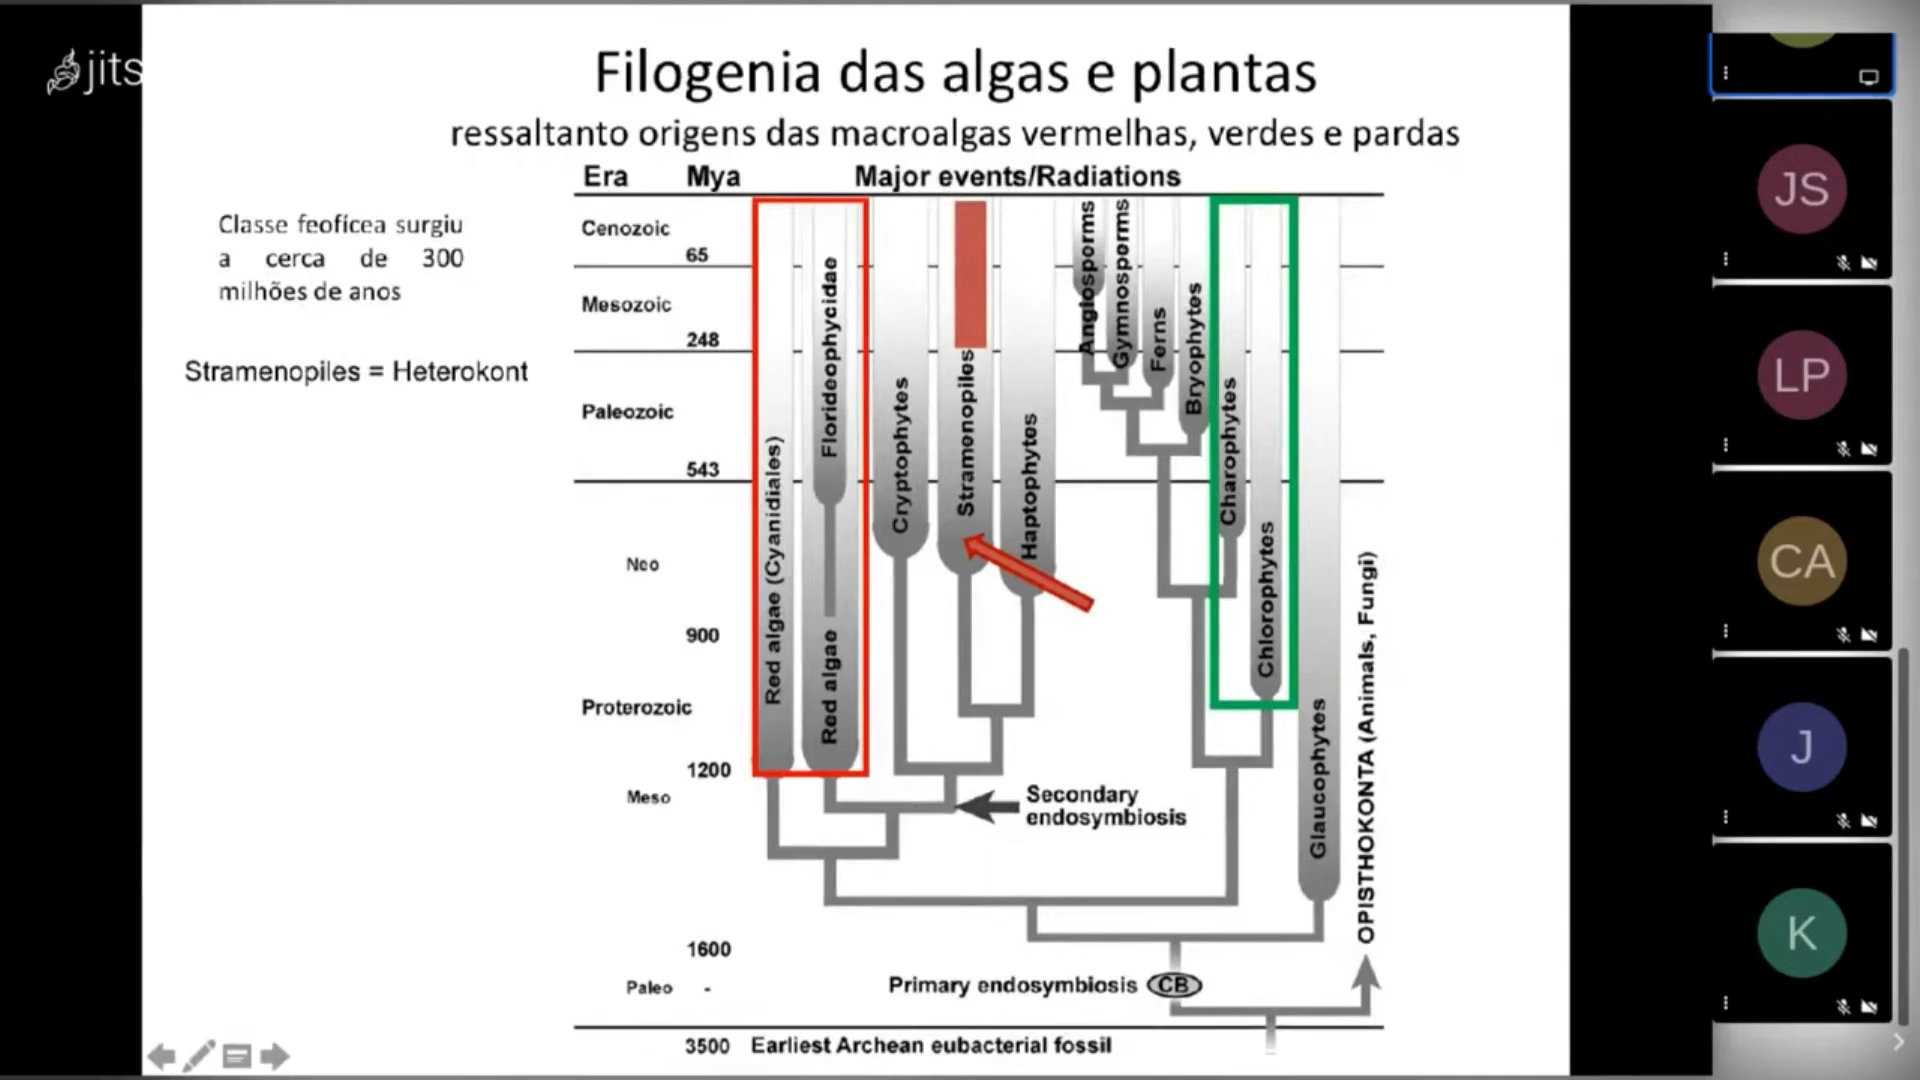 jits
Filogenia das algas e plantas
ressaltanto origens das macroalgas vermelhas, verdes e pardas
Era Mya Major events/Radiations
Classe feofícea surgiu
a cerca de 300
milhões de anos
Stramenopiles = Heterokont
Cenozoic
65
Mesozoic
248
Paleozoic
543
Neo
900
Proterozoic
1200
Meso
1600
Paleo -
3500 Earliest Archean eubacterial fossil
Red algae (Cyanidiales)
Florideophycidae
Red algae
Cryptophytes
Stramenopiles
Haptophytes
Angiosperms
Gymnosperms
Ferns
Bryophytes
Charophytes
Chlorophytes
Glaucophytes
OPISTHOKONTA (Animals, Fungi)
Secondary
endosymbiosis
Primary endosymbiosis CB
JS
LP
CA
J
K